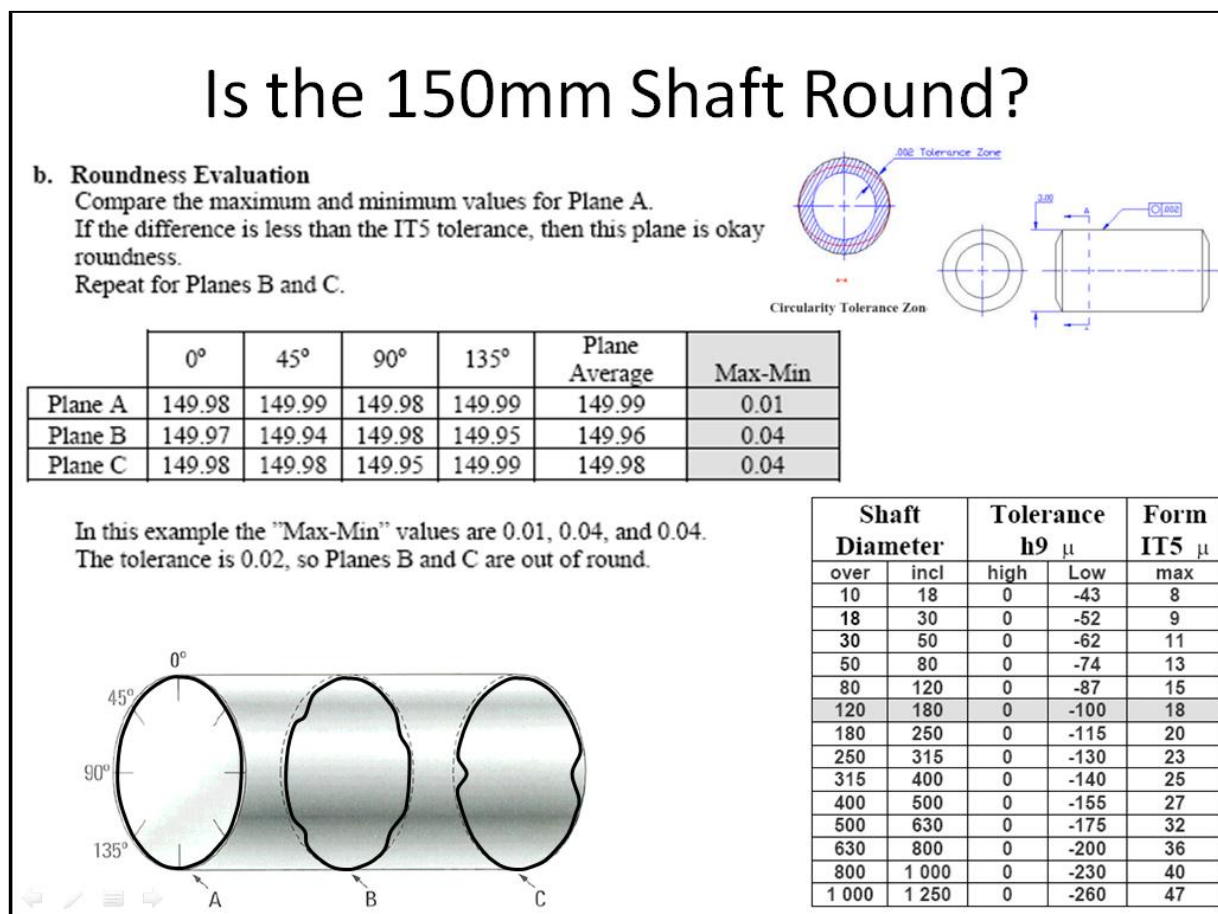 Is the 150mm Shaft Round?
b. Roundness Evaluation
Compare the maximum and minimum values for Plane A.
If the difference is less than the IT5 tolerance, then this plane is okay
roundness.
Repeat for Planes B and C.
.002 Tolerance Zone
Circularity Tolerance Zon
3.00
A
.002
0° 45° 90° 135° Plane Average Max-Min
Plane A 149.98 149.99 149.98 149.99 149.99 0.01
Plane B 149.97 149.94 149.98 149.95 149.96 0.04
Plane C 149.98 149.98 149.95 149.99 149.98 0.04
In this example the "Max-Min" values are 0.01, 0.04, and 0.04.
The tolerance is 0.02, so Planes B and C are out of round.
Shaft Diameter Tolerance h9 μ Form IT5 μ
over incl high Low max
10 18 0 -43 8
18 30 0 -52 9
30 50 0 -62 11
50 80 0 -74 13
80 120 0 -87 15
120 180 0 -100 18
180 250 0 -115 20
250 315 0 -130 23
315 400 0 -140 25
400 500 0 -155 27
500 630 0 -175 32
630 800 0 -200 36
800 1 000 0 -230 40
1 000 1 250 0 -260 47
0°
45°
90°
135°
A
B
C